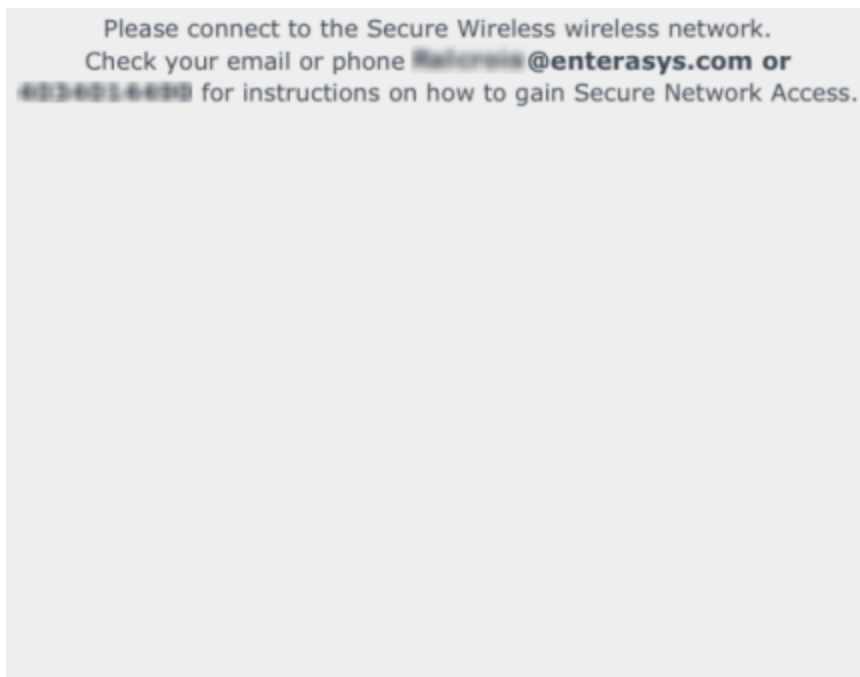 Please connect to the Secure Wireless wireless network.
Check your email or phone @enterasys.com or
for instructions on how to gain Secure Network Access.